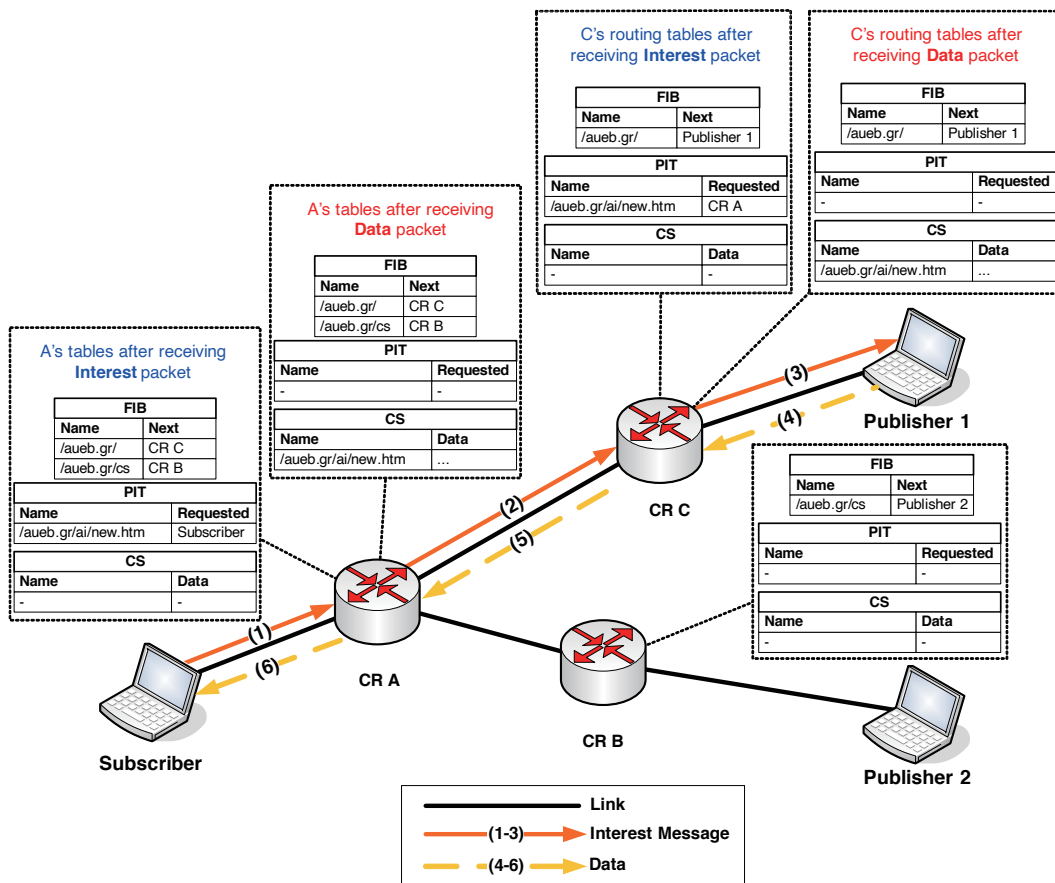 C's routing tables after
receiving Interest packet
FIB
Name Next
/aueb.gr/ Publisher 1
PIT
Name Requested
/aueb.gr/ai/new.htm CR A
CS
Name Data
- -
C's routing tables after
receiving Data packet
FIB
Name Next
/aueb.gr/ Publisher 1
PIT
Name Requested
- -
CS
Name Data
/aueb.gr/ai/new.htm ...
A's tables after receiving
Data packet
FIB
Name Next
/aueb.gr/ CR C
/aueb.gr/cs CR B
PIT
Name Requested
- -
CS
Name Data
/aueb.gr/ai/new.htm ...
A's tables after receiving
Interest packet
FIB
Name Next
/aueb.gr/ CR C
/aueb.gr/cs CR B
PIT
Name Requested
/aueb.gr/ai/new.htm Subscriber
CS
Name Data
- -
(3)
(4)
Publisher 1
CR C
(2)
(5)
FIB
Name Next
/aueb.gr/cs Publisher 2
PIT
Name Requested
- -
CS
Name Data
- -
(1)
(6)
CR A
Subscriber
CR B
Publisher 2
Link
(1-3) Interest Message
(4-6) Data